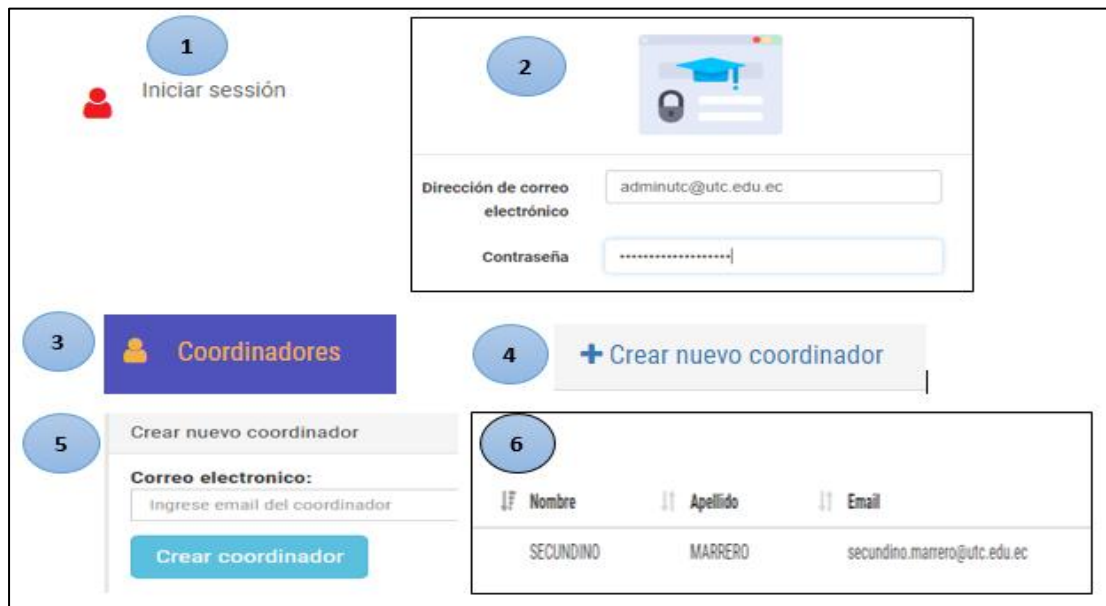 1
Iniciar sessión
2
Dirección de correo
electrónico
adminutc@utc.edu.ec
Contraseña
3
Coordinadores
4
+ Crear nuevo coordinador
5
Crear nuevo coordinador
Correo electronico:
Ingrese email del coordinador
Crear coordinador
6
Nombre Apellido Email
SECUNDINO MARRERO secundino.marrero@utc.edu.ec